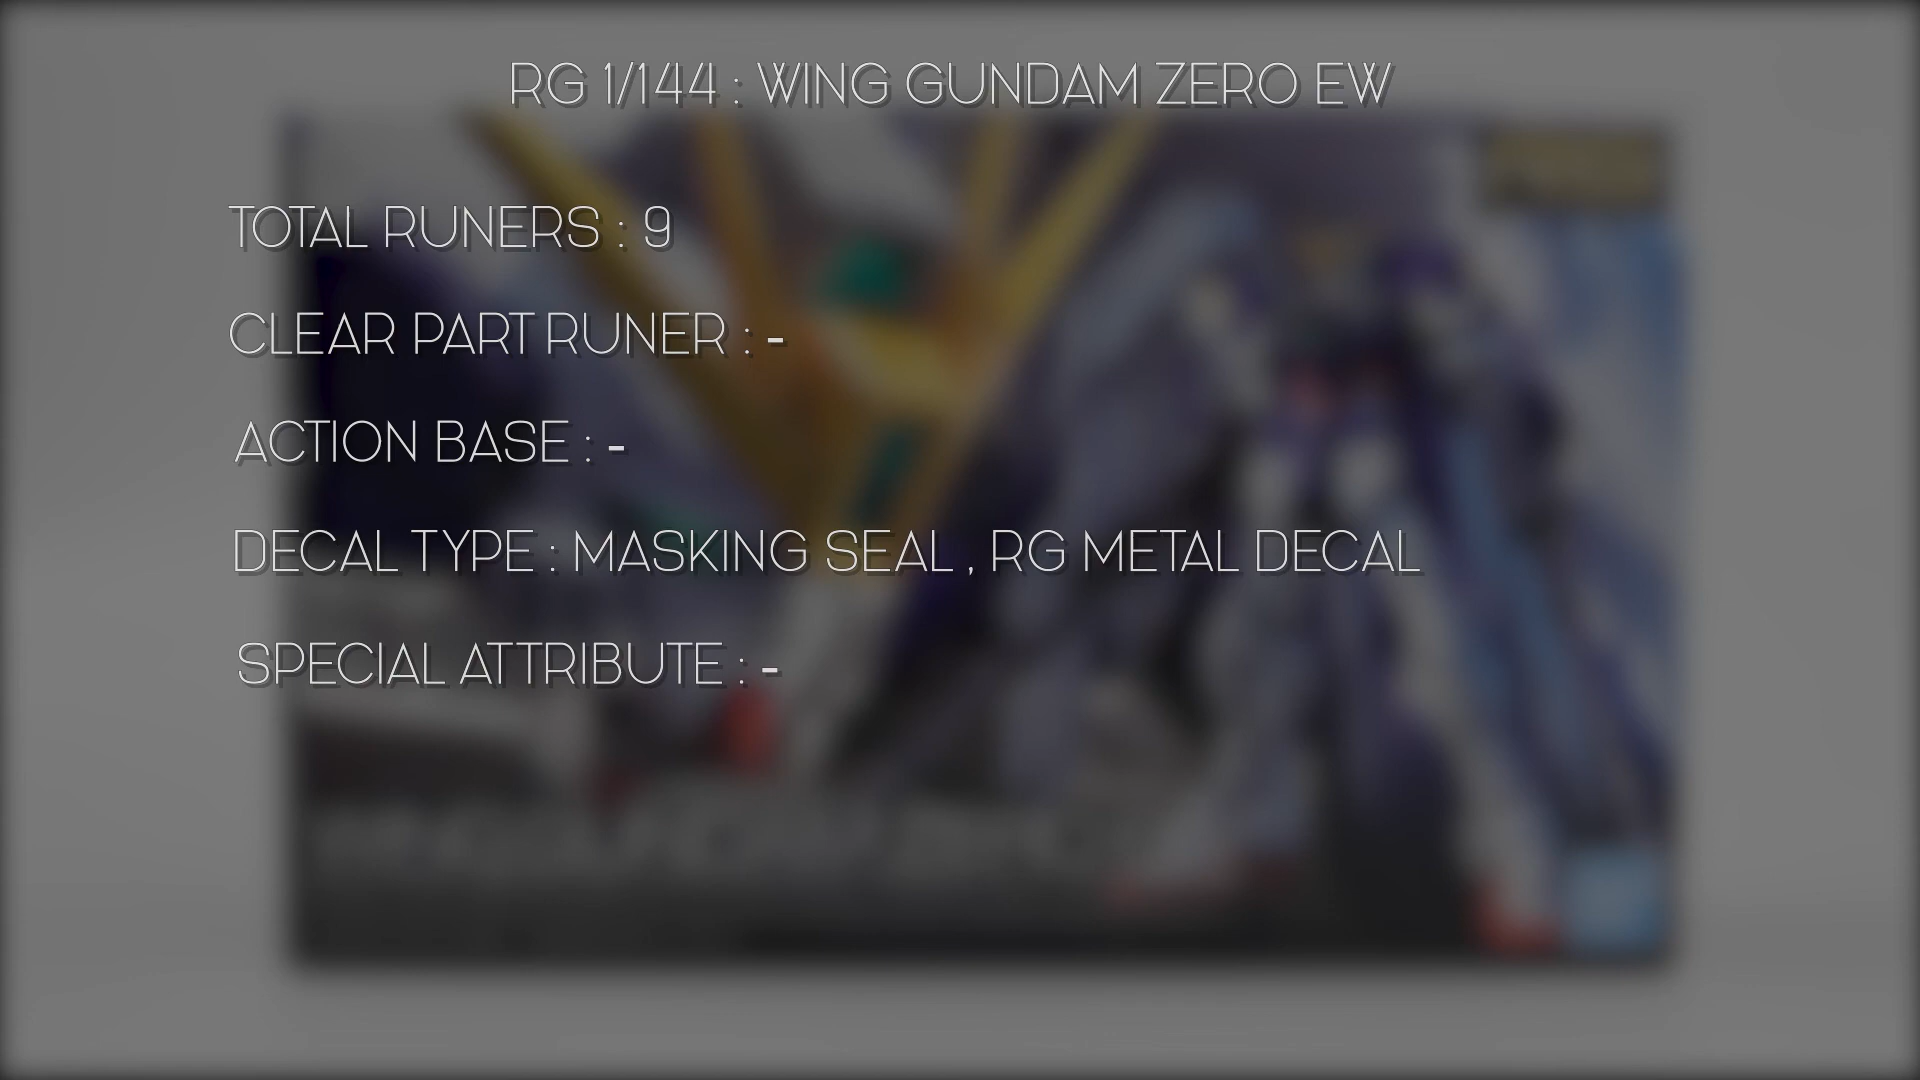 RG 1/144 : WING GUNDAM ZERO EW
TOTAL RUNERS : 9
CLEAR PART RUNER : -
ACTION BASE : -
DECAL TYPE : MASKING SEAL , RG METAL DECAL
SPECIAL ATTRIBUTE : -